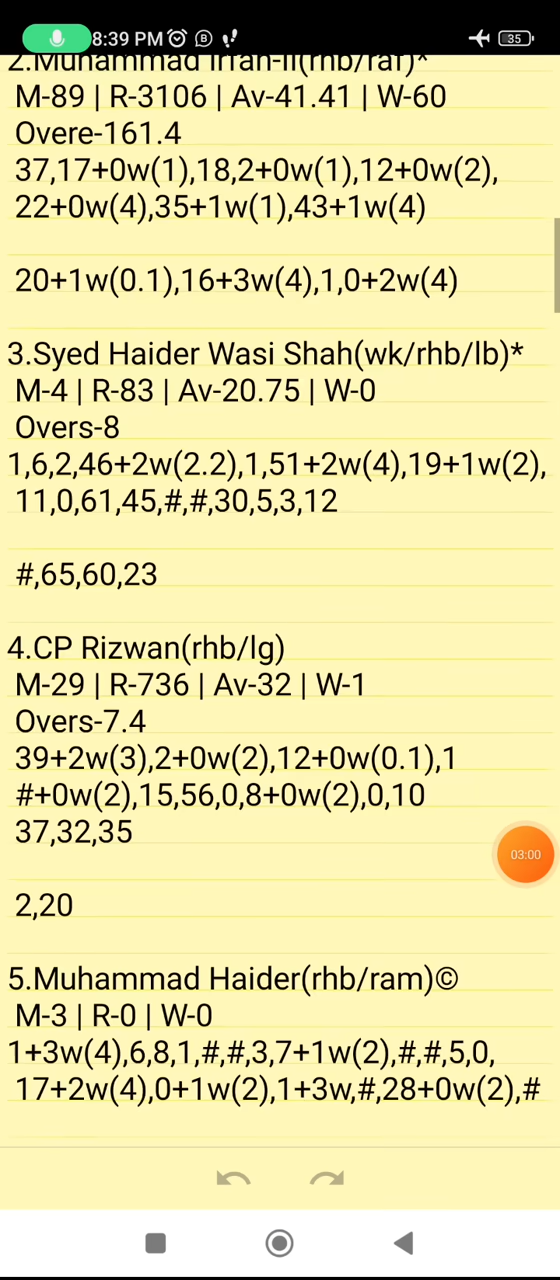 8:39 PM
35
2.Muhammad Irfan-II(rhb/raf)*
M-89 | R-3106 | Av-41.41 | W-60
Overe-161.4
37,17+0w(1),18,2+0w(1),12+0w(2),
22+0w(4),35+1w(1),43+1w(4)
20+1w(0.1),16+3w(4),1,0+2w(4)
3.Syed Haider Wasi Shah(wk/rhb/lb)*
M-4 | R-83 | Av-20.75 | W-0
Overs-8
1,6,2,46+2w(2.2),1,51+2w(4),19+1w(2),
11,0,61,45,#,#,30,5,3,12
#,65,60,23
4.CP Rizwan(rhb/lg)
M-29 | R-736 | Av-32 | W-1
Overs-7.4
39+2w(3),2+0w(2),12+0w(0.1),1
#+0w(2),15,56,0,8+0w(2),0,10
37,32,35
03:00
2,20
5.Muhammad Haider(rhb/ram)©
M-3 | R-0 | W-0
1+3w(4),6,8,1,#,#,3,7+1w(2),#,#,5,0,
17+2w(4),0+1w(2),1+3w,#,28+0w(2),#